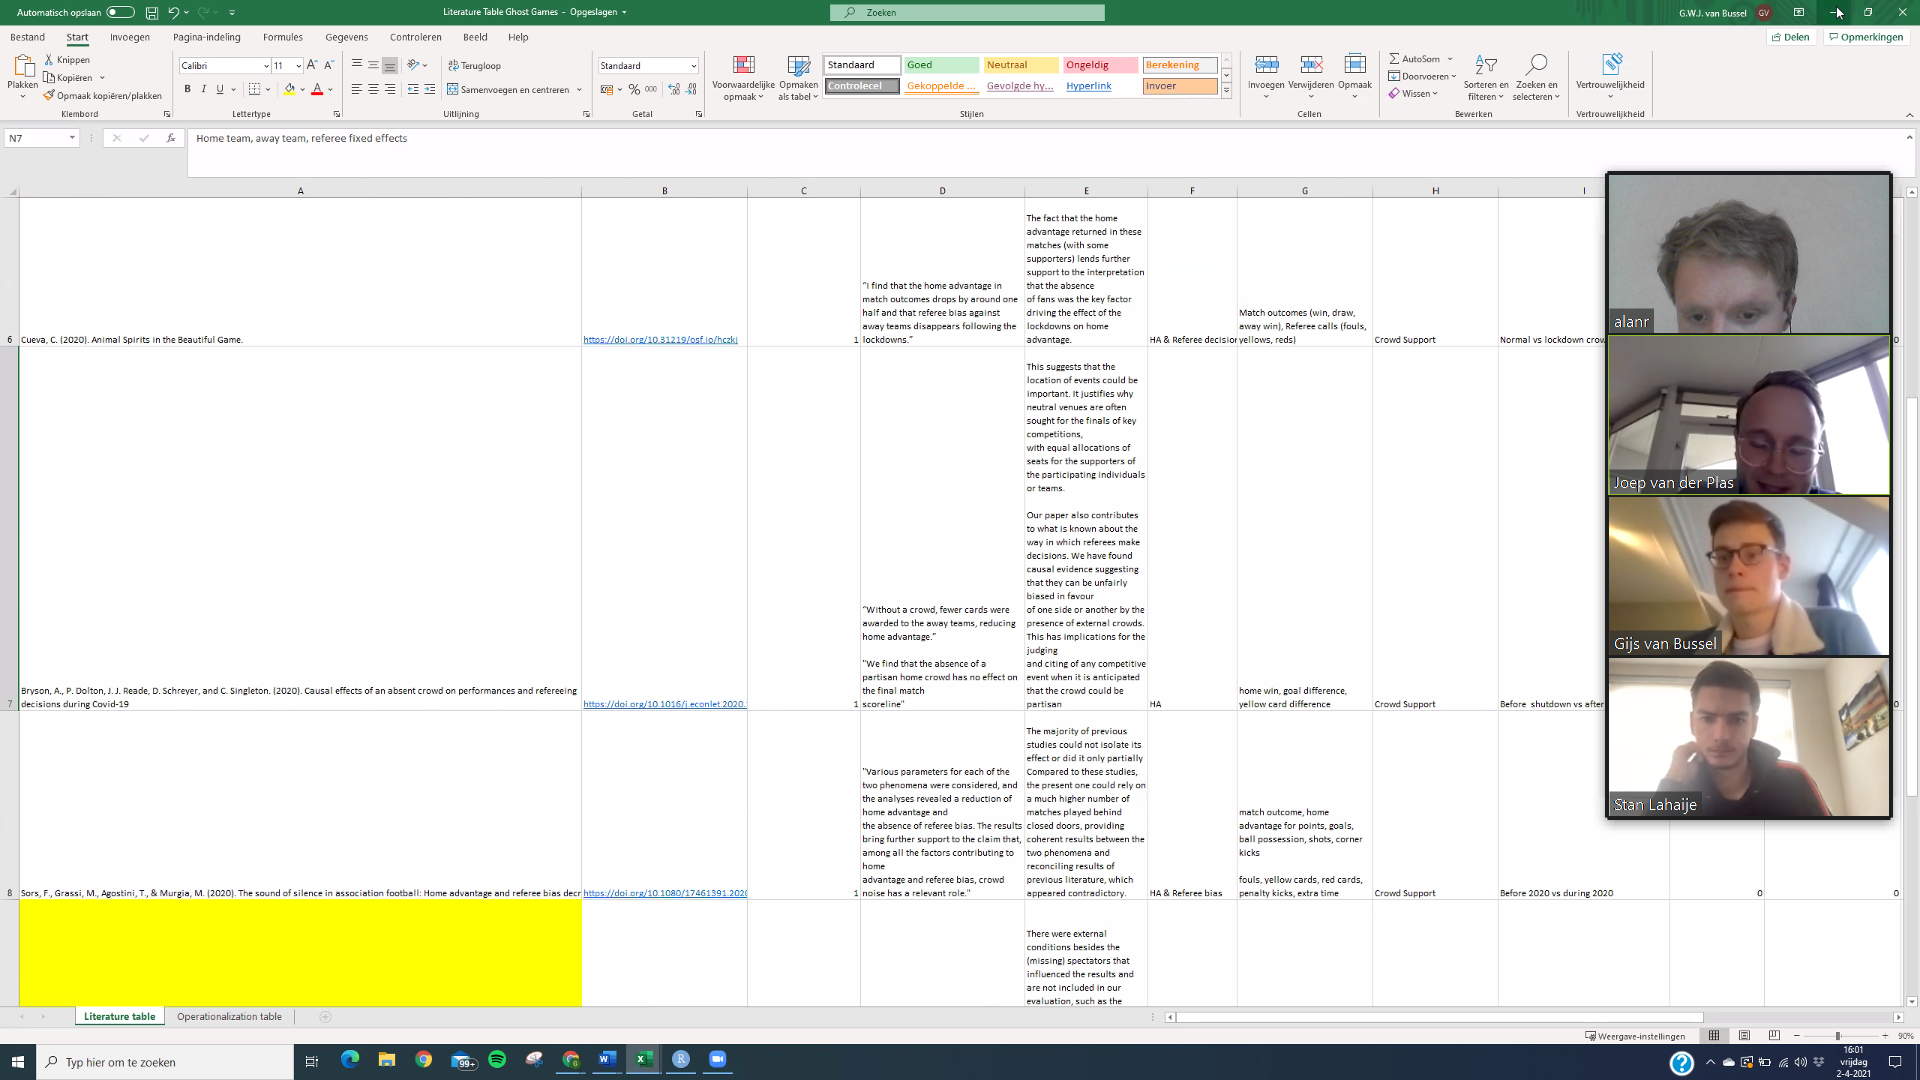 Automatisch opslaan
Literature Table Ghost Games - Opgeslagen
Zoeken
G.W.J. van Bussel
GV
Bestand
Start
Invoegen
Pagina-indeling
Formules
Gegevens
Controleren
Beeld
Help
Delen
Opmerkingen
Plakken
Knippen
Kopiëren
Opmaak kopiëren/plakken
Klembord
Calibri
11
B I U
Lettertype
Terugloop
Samenvoegen en centreren
Uitlijning
Standaard
% 000
Getal
Voorwaardelijke
opmaak
Opmaken
als tabel
Standaard
Goed
Neutraal
Ongeldig
Berekening
Controlecel
Gekoppelde ...
Gevolgde hy...
Hyperlink
Invoer
Stijlen
Invoegen
Verwijderen
Opmaak
Cellen
AutoSom
Doorvoeren
Wissen
Sorteren en
filteren
Zoeken en
selecteren
Bewerken
Vertrouwelijkheid
Vertrouwelijkheid
N7
fx
Home team, away team, referee fixed effects
A B C D E F G H I
6
Cueva, C. (2020). Animal Spirits in the Beautiful Game.
https://doi.org/10.31219/osf.io/hczkj
1
“I find that the home advantage in
match outcomes drops by around one
half and that referee bias against
away teams disappears following the
lockdowns.”
The fact that the home
advantage returned in these
matches (with some
supporters) lends further
support to the interpretation
that the absence
of fans was the key factor
driving the effect of the
lockdowns on home
advantage.
HA & Referee decisior
Match outcomes (win, draw,
away win), Referee calls (fouls,
yellows, reds)
Crowd Support
Normal vs lockdown crow
0
7
Bryson, A., P. Dolton, J. J. Reade, D. Schreyer, and C. Singleton. (2020). Causal effects of an absent crowd on performances and refereeing
decisions during Covid-19
https://doi.org/10.1016/j.econlet.2020.
1
“Without a crowd, fewer cards were
awarded to the away teams, reducing
home advantage.”
"We find that the absence of a
partisan home crowd has no effect on
the final match
scoreline"
This suggests that the
location of events could be
important. It justifies why
neutral venues are often
sought for the finals of key
competitions,
with equal allocations of
seats for the supporters of
the participating individuals
or teams.
Our paper also contributes
to what is known about the
way in which referees make
decisions. We have found
causal evidence suggesting
that they can be unfairly
biased in favour
of one side or another by the
presence of external crowds.
This has implications for the
judging
and citing of any competitive
event when it is anticipated
that the crowd could be
partisan
HA
home win, goal difference,
yellow card difference
Crowd Support
Before shutdown vs after
0
8
Sors, F., Grassi, M., Agostini, T., & Murgia, M. (2020). The sound of silence in association football: Home advantage and referee bias decr
https://doi.org/10.1080/17461391.2020
1
"Various parameters for each of the
two phenomena were considered, and
the analyses revealed a reduction of
home advantage and
the absence of referee bias. The results
bring further support to the claim that,
among all the factors contributing to
home
advantage and referee bias, crowd
noise has a relevant role."
The majority of previous
studies could not isolate its
effect or did it only partially
Compared to these studies,
the present one could rely on
a much higher number of
matches played behind
closed doors, providing
coherent results between the
two phenomena and
reconciling results of
previous literature, which
appeared contradictory.
HA & Referee bias
match outcome, home
advantage for points, goals,
ball possession, shots, corner
kicks
fouls, yellow cards, red cards,
penalty kicks, extra time
Crowd Support
Before 2020 vs during 2020
0
0
There were external
conditions besides the
(missing) spectators that
influenced the results and
are not included in our
evaluation, such as the
alanr
Joep van der Plas
Gijs van Bussel
Stan Lahaije
Literature table
Operationalization table
Weergave-instellingen
90%
Typ hier om te zoeken
99+
16:01
vrijdag
2-4-2021